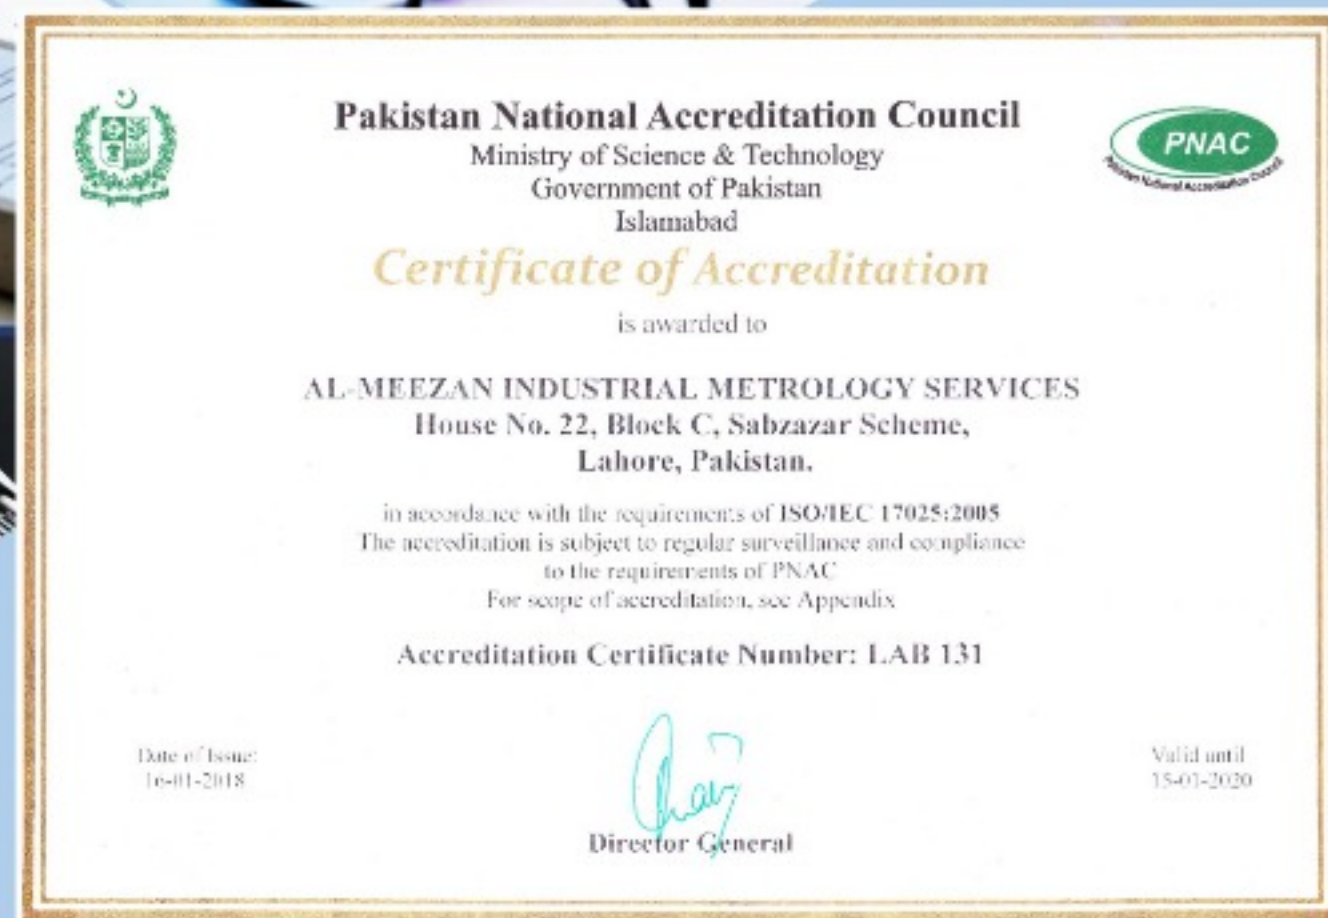 Pakistan National Accreditation Council
Ministry of Science & Technology
Government of Pakistan
Islamabad
PNAC
Pakistan National Accreditation Council
Certificate of Accreditation
is awarded to
AL-MEEZAN INDUSTRIAL METROLOGY SERVICES
House No. 22, Block C, Sabzazar Scheme,
Lahore, Pakistan.
in accordance with the requirements of ISO/IEC 17025:2005
The accreditation is subject to regular surveillance and compliance
to the requirements of PNAC
For scope of accreditation, see Appendix
Accreditation Certificate Number: LAB 131
Date of Issue:
16-01-2018
Valid until
15-01-2020
Director General